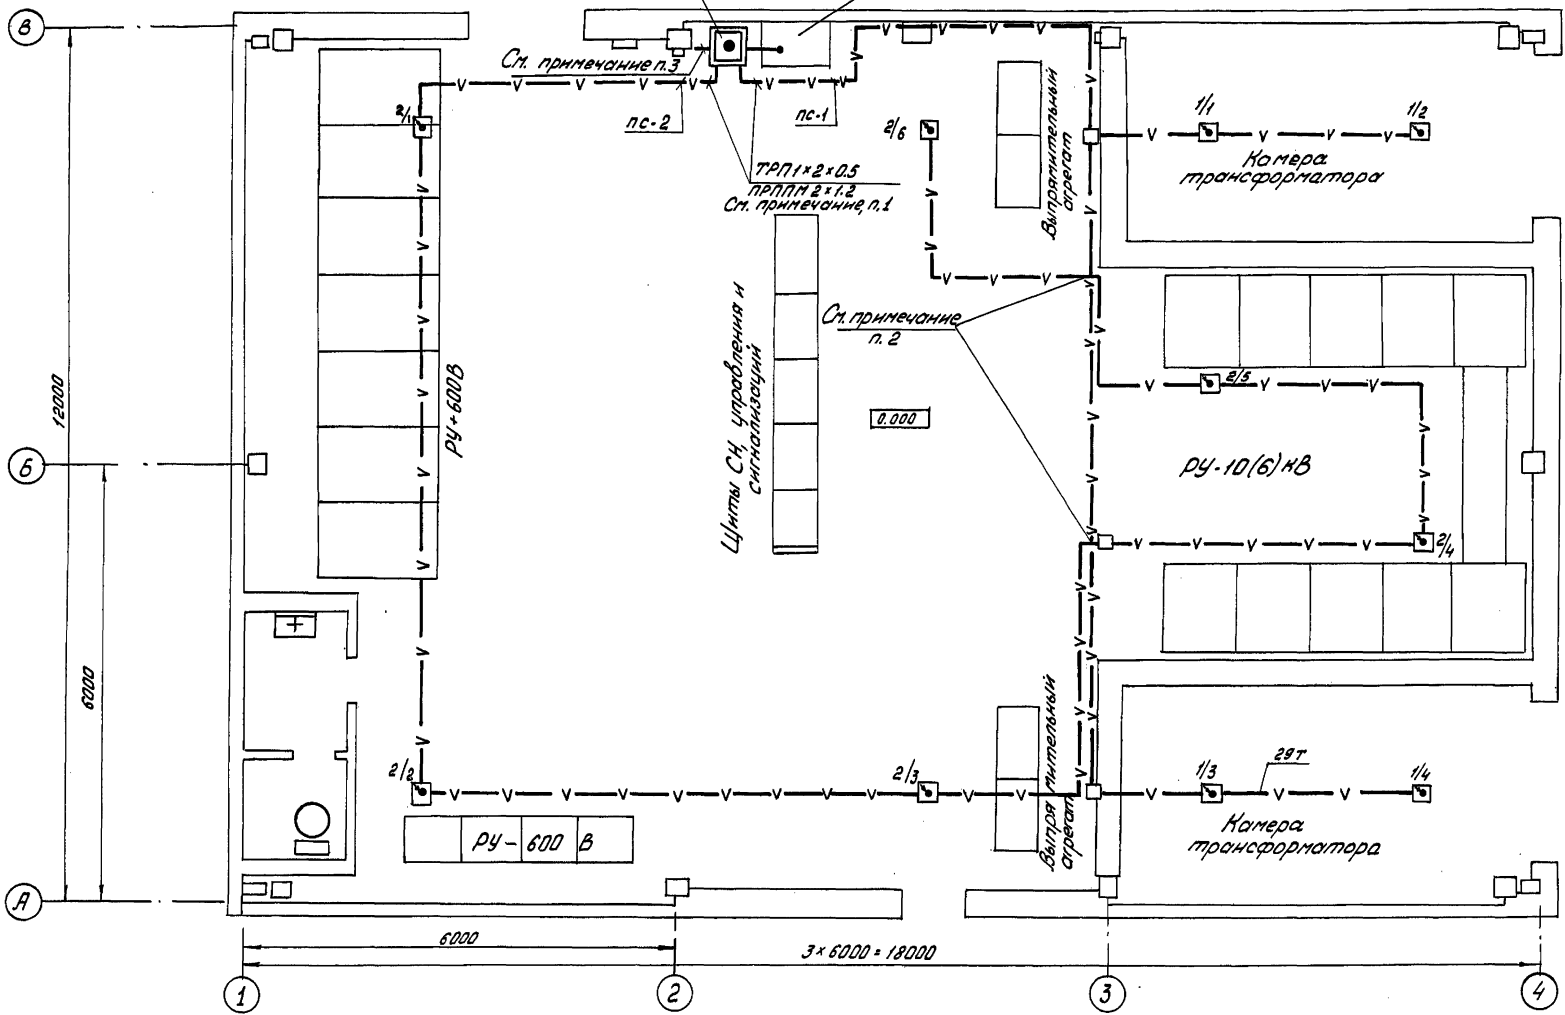 В
Б
А
12000
6000
См. примечание п.3
пс-2
пс-1
ТРП 1×2×0.5
ПРППМ 2×1.2
См. примечание, п.1
2/1
2/6
1/1
1/2
Камера
трансформатора
Выпрямительный
агрегат
РУ+600В
Щиты СН, управления и
сигнализаций
См. примечание
п. 2
0.000
2/5
РУ-10(6)кВ
2/4
2/2
2/3
РУ-600 В
Выпрямительный
агрегат
1/3
29т
1/4
Камера
трансформатора
6000
3×6000=18000
1
2
3
4